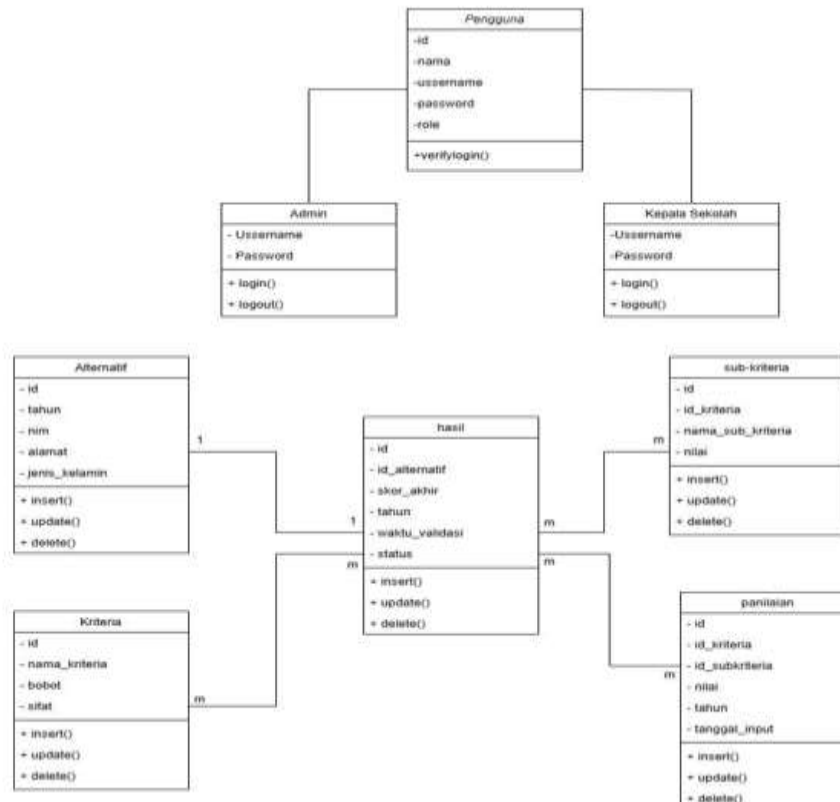 Pengguna
-id
-nama
-ussername
-password
-role
+verifylogin()
Admin
- Ussername
- Password
+ login()
+ logout()
Kepala Sekolah
-Ussername
-Password
+ login()
+ logout()
Alternatif
- id
- tahun
- nim
- alamat
- jenis_kelamin
+ insert()
+ update()
+ delete()
1
hasil
- id
- id_alternatif
- skor_akhir
- tahun
- waktu_validasi
- status
+ insert()
+ update()
+ delete()
1
m
m
m
sub-kriteria
- id
- id_kriteria
- nama_sub_kriteria
- nilai
+ insert()
+ update()
+ delete()
m
Kriteria
- id
- nama_kriteria
- bobot
- sifat
+ insert()
+ update()
+ delete()
m
panilaian
- id
- id_kriteria
- id_subkriteria
- nilai
- tahun
- tanggal_input
+ insert()
+ update()
+ delete()
m